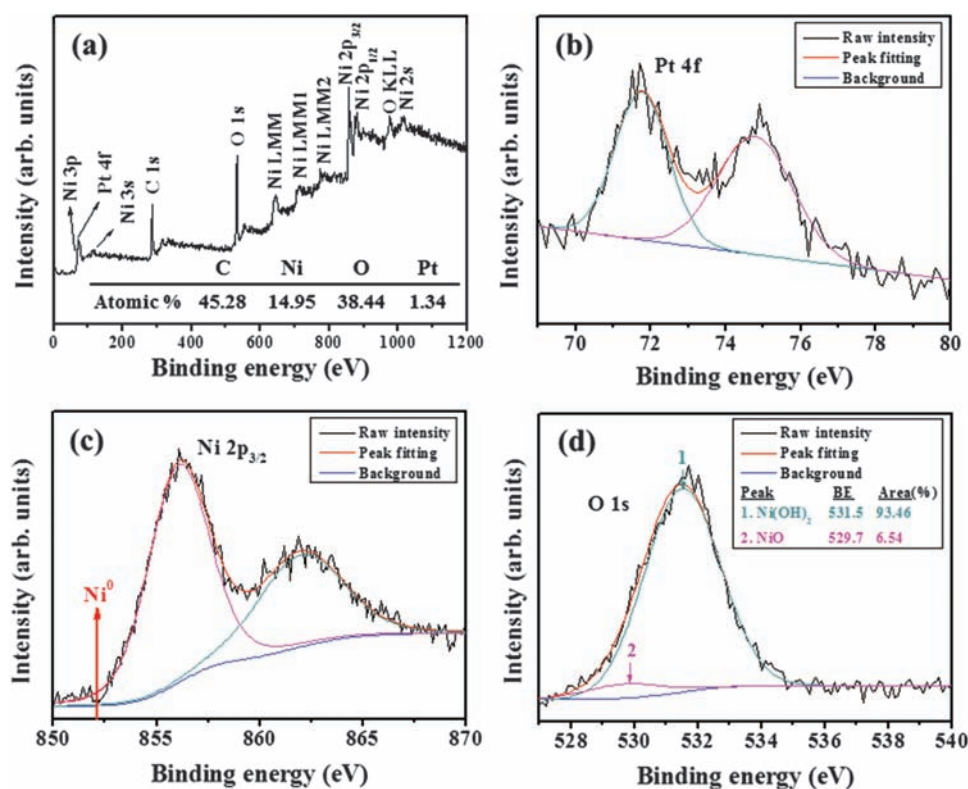 (a)
Intensity (arb. units)
Ni 3p
Pt 4f
Ni 3s
C 1s
O 1s
Ni LMM
Ni LMM1
Ni LMM2
Ni 2p3/2
Ni 2p1/2
O KLL
Ni 2s
C Ni O Pt
Atomic % 45.28 14.95 38.44 1.34
0 200 400 600 800 1000 1200
Binding energy (eV)
(b)
Intensity (arb. units)
Pt 4f
Raw intensity
Peak fitting
Background
70 72 74 76 78 80
Binding energy (eV)
(c)
Intensity (arb. units)
Ni 2p3/2
Raw intensity
Peak fitting
Background
Ni⁰
850 855 860 865 870
Binding energy (eV)
(d)
Intensity (arb. units)
O 1s
1
2
Raw intensity
Peak fitting
Background
Peak BE Area(%)
1. Ni(OH)₂ 531.5 93.46
2. NiO 529.7 6.54
528 530 532 534 536 538 540
Binding energy (eV)